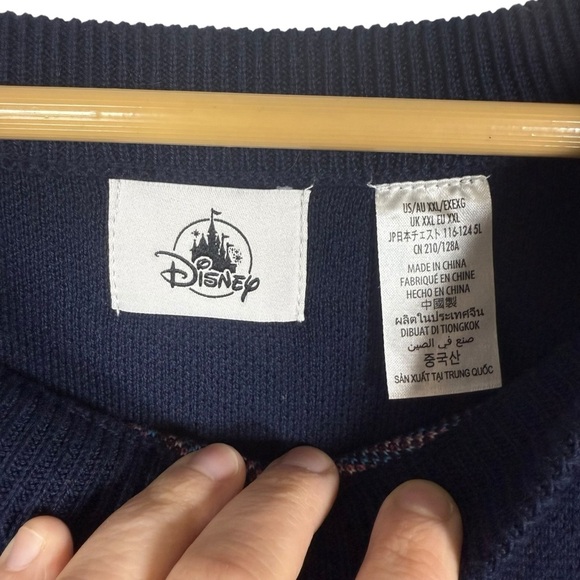 Disney
US/AU XXL/EXEXG
UK XXL EU XXL
JP日本チェスト 116-124 5L
CN 210/128A
MADE IN CHINA
FABRIQUÉ EN CHINE
HECHO EN CHINA
中國製
ผลิตในประเทศจีน
DIBUAT DI TIONGKOK
صنع في الصين
중국산
SẢN XUẤT TẠI TRUNG QUỐC